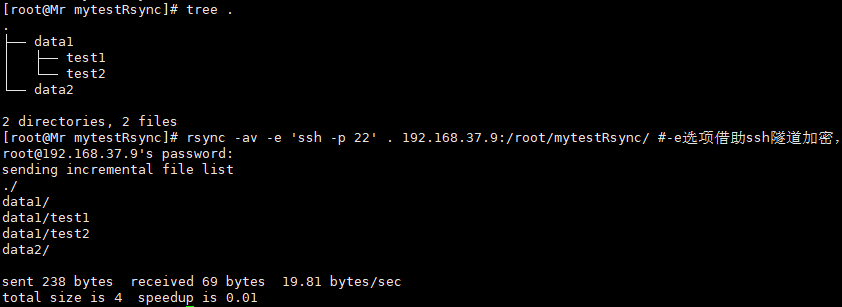 [root@Mr mytestRsync]# tree .
.
├── data1
│   ├── test1
│   └── test2
└── data2
2 directories, 2 files
[root@Mr mytestRsync]# rsync -av -e 'ssh -p 22' . 192.168.37.9:/root/mytestRsync/ #-e选项借助ssh隧道加密，
root@192.168.37.9's password:
sending incremental file list
./
data1/
data1/test1
data1/test2
data2/
sent 238 bytes  received 69 bytes  19.81 bytes/sec
total size is 4  speedup is 0.01